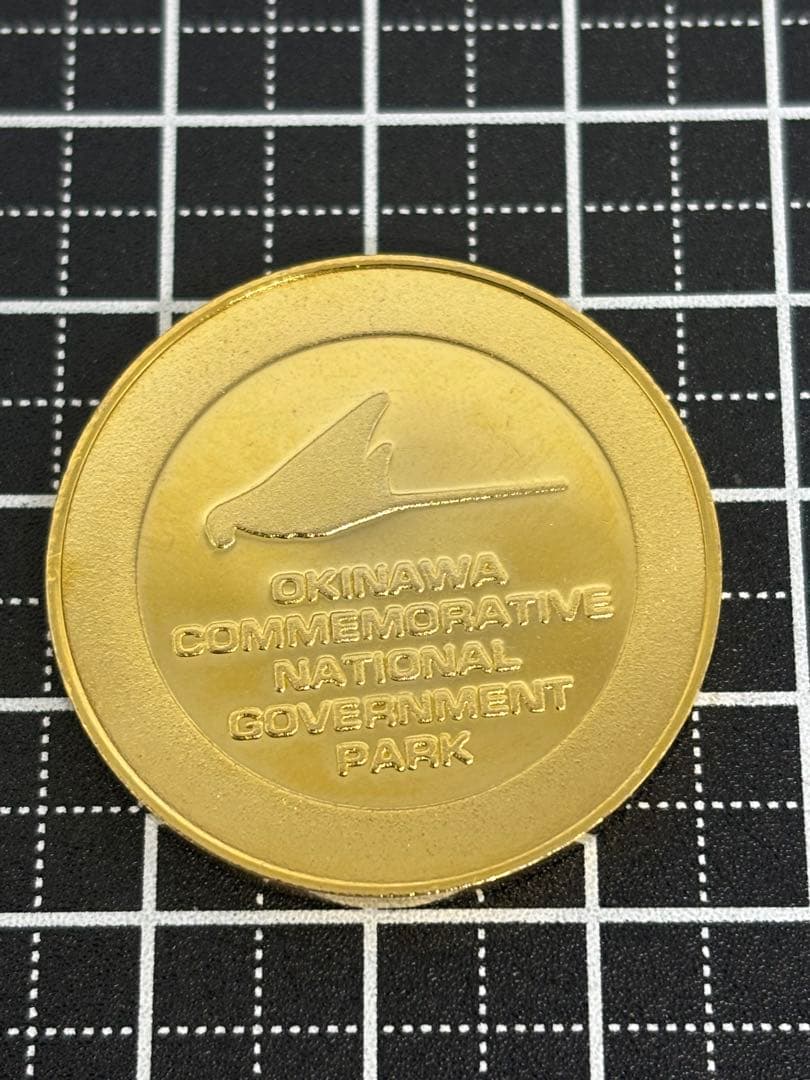 OKINAWA
COMMEMORATIVE
NATIONAL
GOVERNMENT
PARK